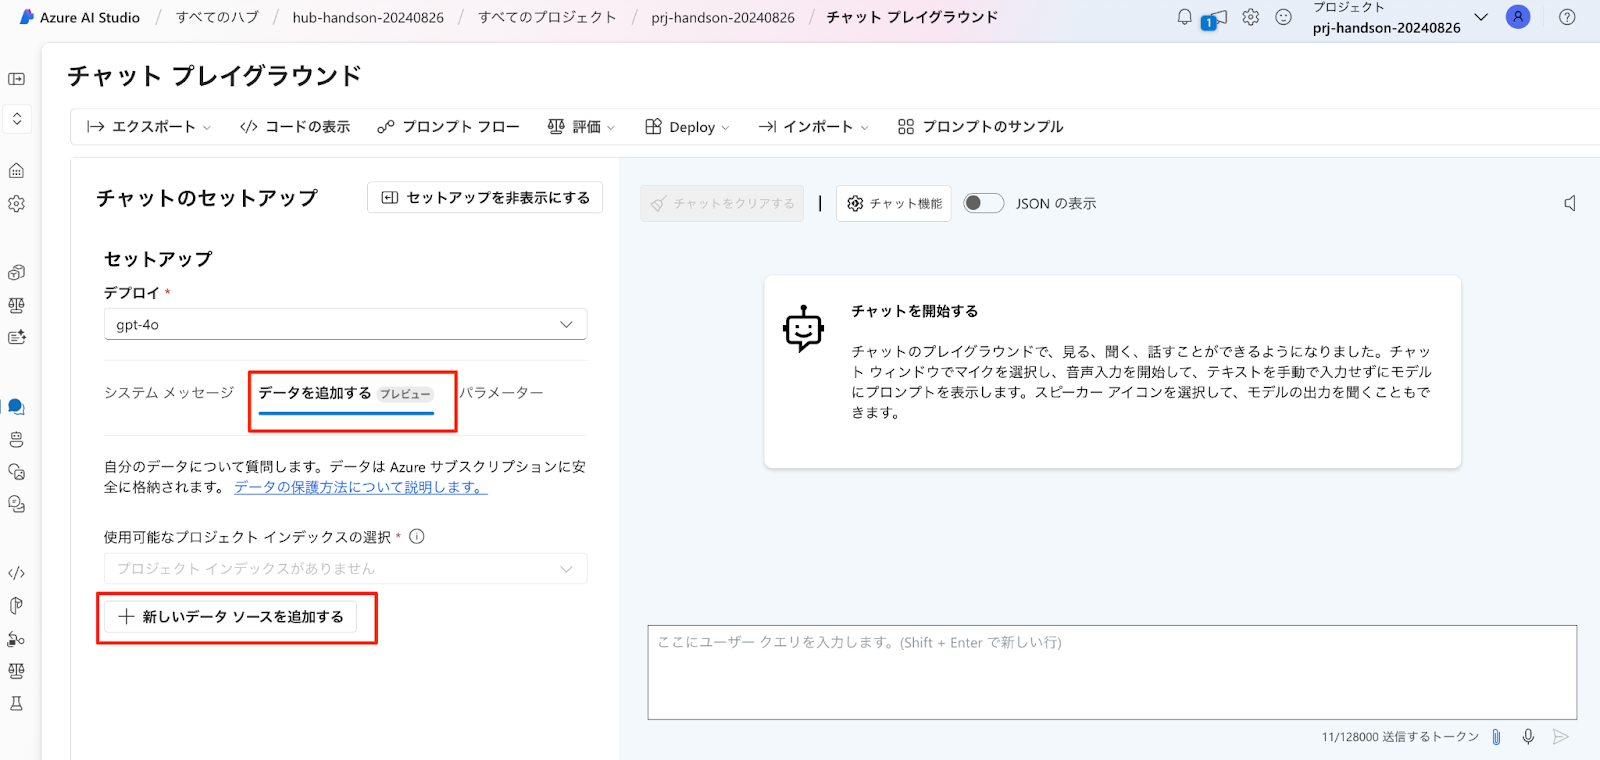 Azure AI Studio / すべてのハブ / hub-handson-20240826 / すべてのプロジェクト / prj-handson-20240826 / チャット プレイグラウンド
1
プロジェクト
prj-handson-20240826
A
チャット プレイグラウンド
エクスポート
コードの表示
プロンプト フロー
評価
Deploy
インポート
プロンプトのサンプル
チャットのセットアップ
セットアップを非表示にする
セットアップ
デプロイ *
gpt-4o
システム メッセージ
データを追加する プレビュー
パラメーター
自分のデータについて質問します。データは Azure サブスクリプションに安
全に格納されます。 データの保護方法について説明します。
使用可能なプロジェクト インデックスの選択 *
プロジェクト インデックスがありません
新しいデータ ソースを追加する
チャットをクリアする
チャット機能
JSON の表示
チャットを開始する
チャットのプレイグラウンドで、見る、聞く、話すことができるようになりました。チャッ
ト ウィンドウでマイクを選択し、音声入力を開始して、テキストを手動で入力せずにモデル
にプロンプトを表示します。スピーカー アイコンを選択して、モデルの出力を聞くこともで
きます。
ここにユーザー クエリを入力します。(Shift + Enter で新しい行)
11/128000 送信するトークン